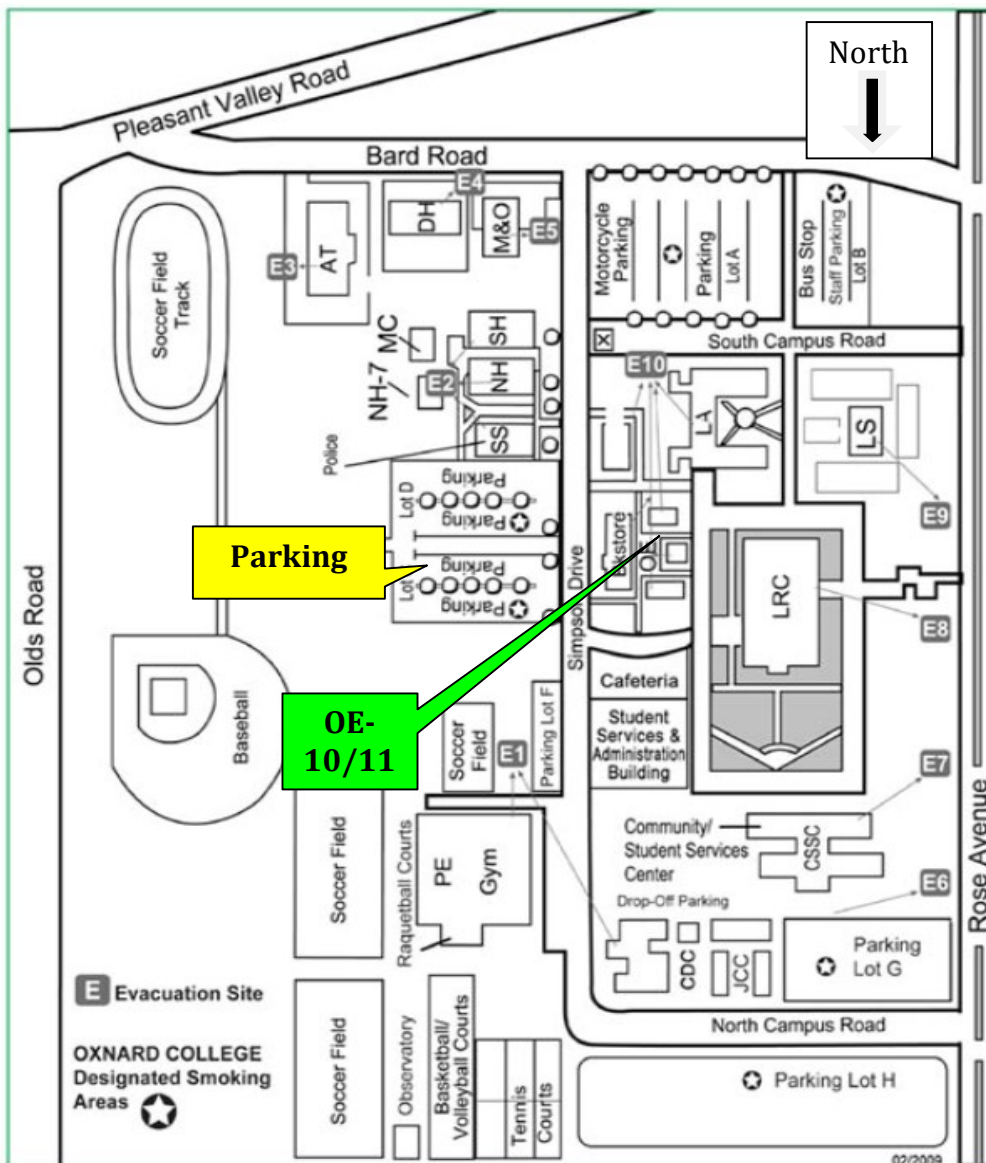 North
Pleasant Valley Road
Bard Road
E4
DH
M&O
E5
E3
AT
Soccer Field
Track
Motorcycle
Parking
Parking
Lot A
Bus Stop
Staff Parking
Lot B
South Campus Road
MC
SH
NH-7
E2
NH
SS
Police
E10
LA
LS
E9
Lot D
Parking
Parking
Parking
Parking
Lot
Parking
Bkstore
Simpson Drive
LRC
E8
Olds Road
OE-
10/11
Baseball
Soccer
Field
Parking Lot F
E1
Cafeteria
Student
Services &
Administration
Building
E7
Community/
Student Services
Center
CSSC
Rose Avenue
Soccer Field
Raquetball Courts
PE
Gym
Drop-Off Parking
E6
CDC
JCC
Parking
Lot G
E Evacuation Site
North Campus Road
OXNARD COLLEGE
Designated Smoking
Areas
Soccer Field
Observatory
Basketball/
Volleyball Courts
Tennis
Courts
Parking Lot H
02/2009